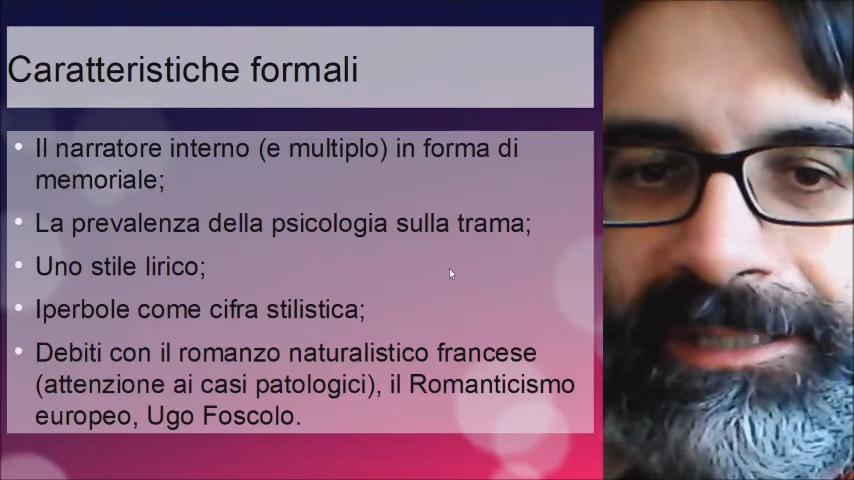 Caratteristiche formali
Il narratore interno (e multiplo) in forma di
memoriale;
La prevalenza della psicologia sulla trama;
Uno stile lirico;
Iperbole come cifra stilistica;
Debiti con il romanzo naturalistico francese
(attenzione ai casi patologici), il Romanticismo
europeo, Ugo Foscolo.